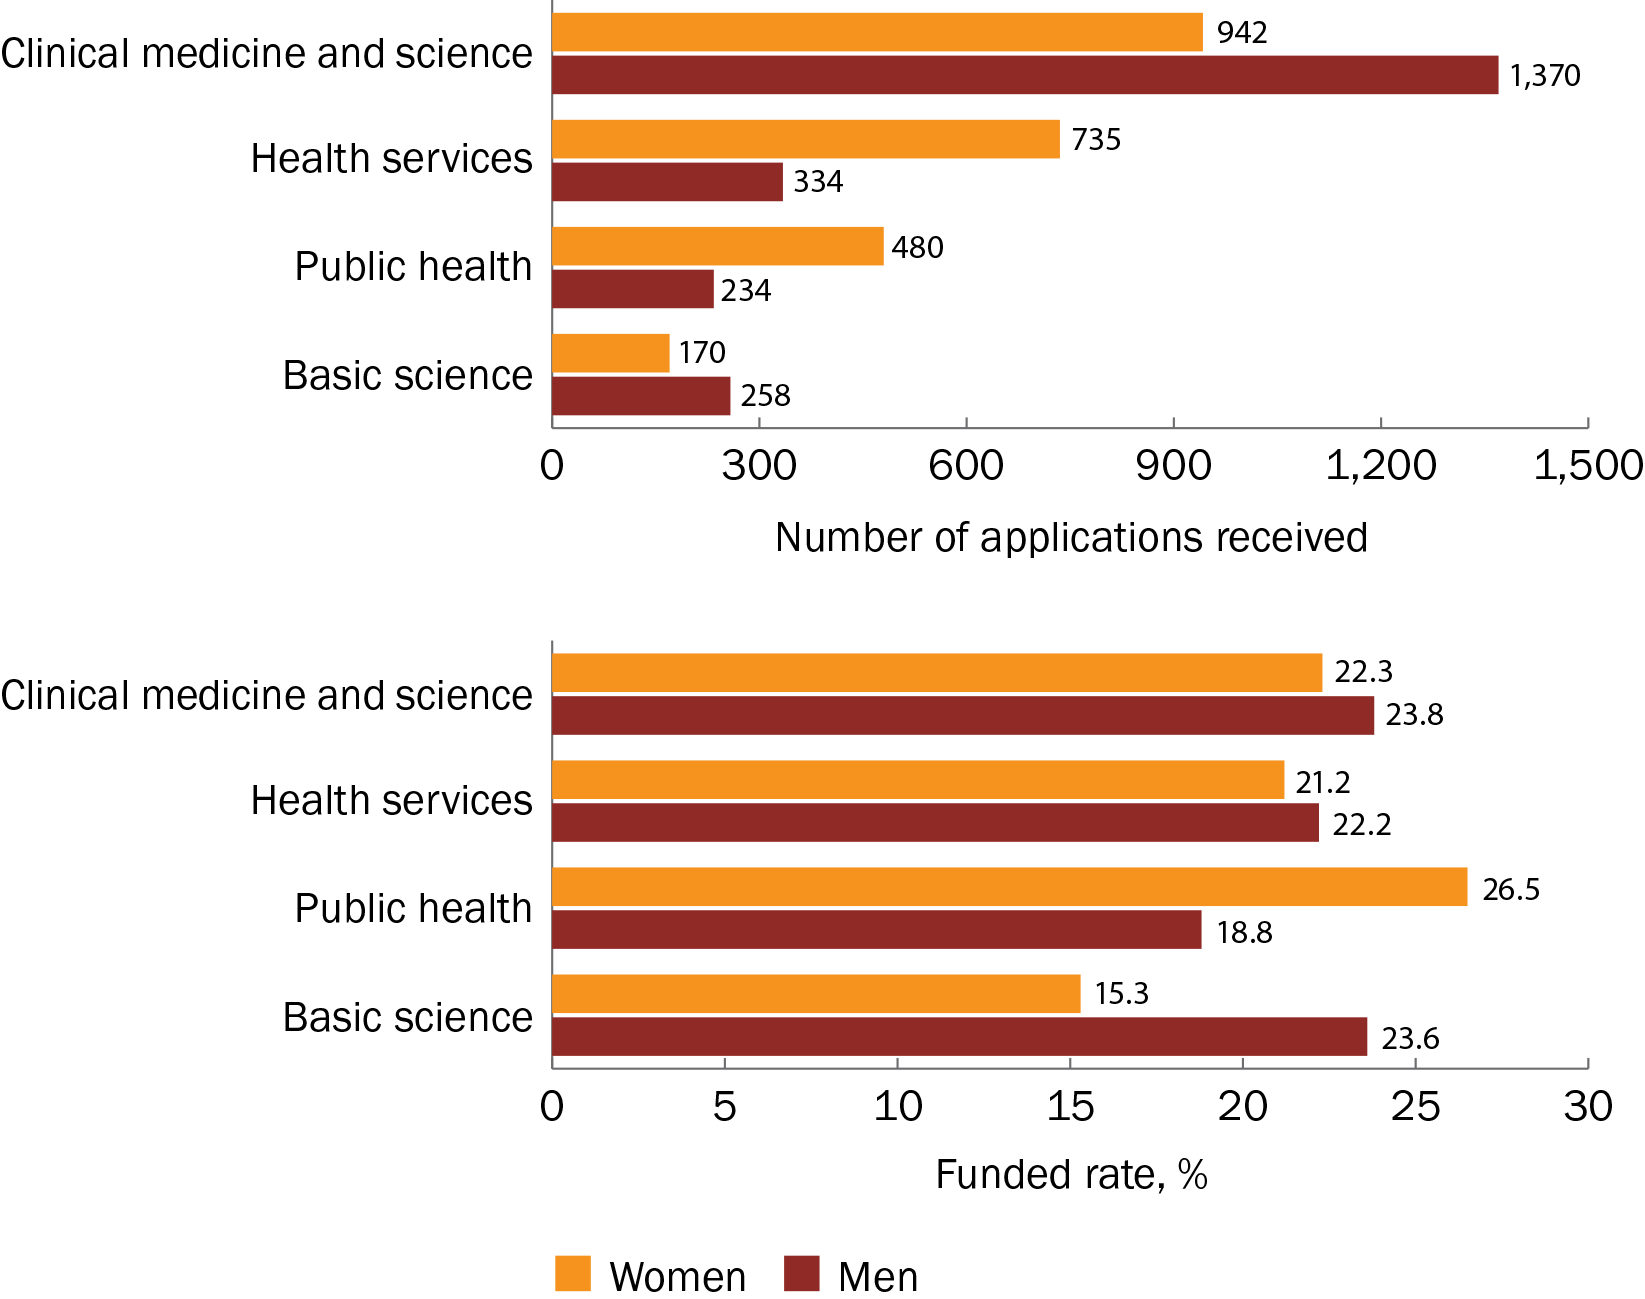 Clinical medicine and science
942
1,370
Health services
735
334
Public health
480
234
Basic science
170
258
0 300 600 900 1,200 1,500
Number of applications received
Clinical medicine and science
22.3
23.8
Health services
21.2
22.2
Public health
26.5
18.8
Basic science
15.3
23.6
0 5 10 15 20 25 30
Funded rate, %
Women Men